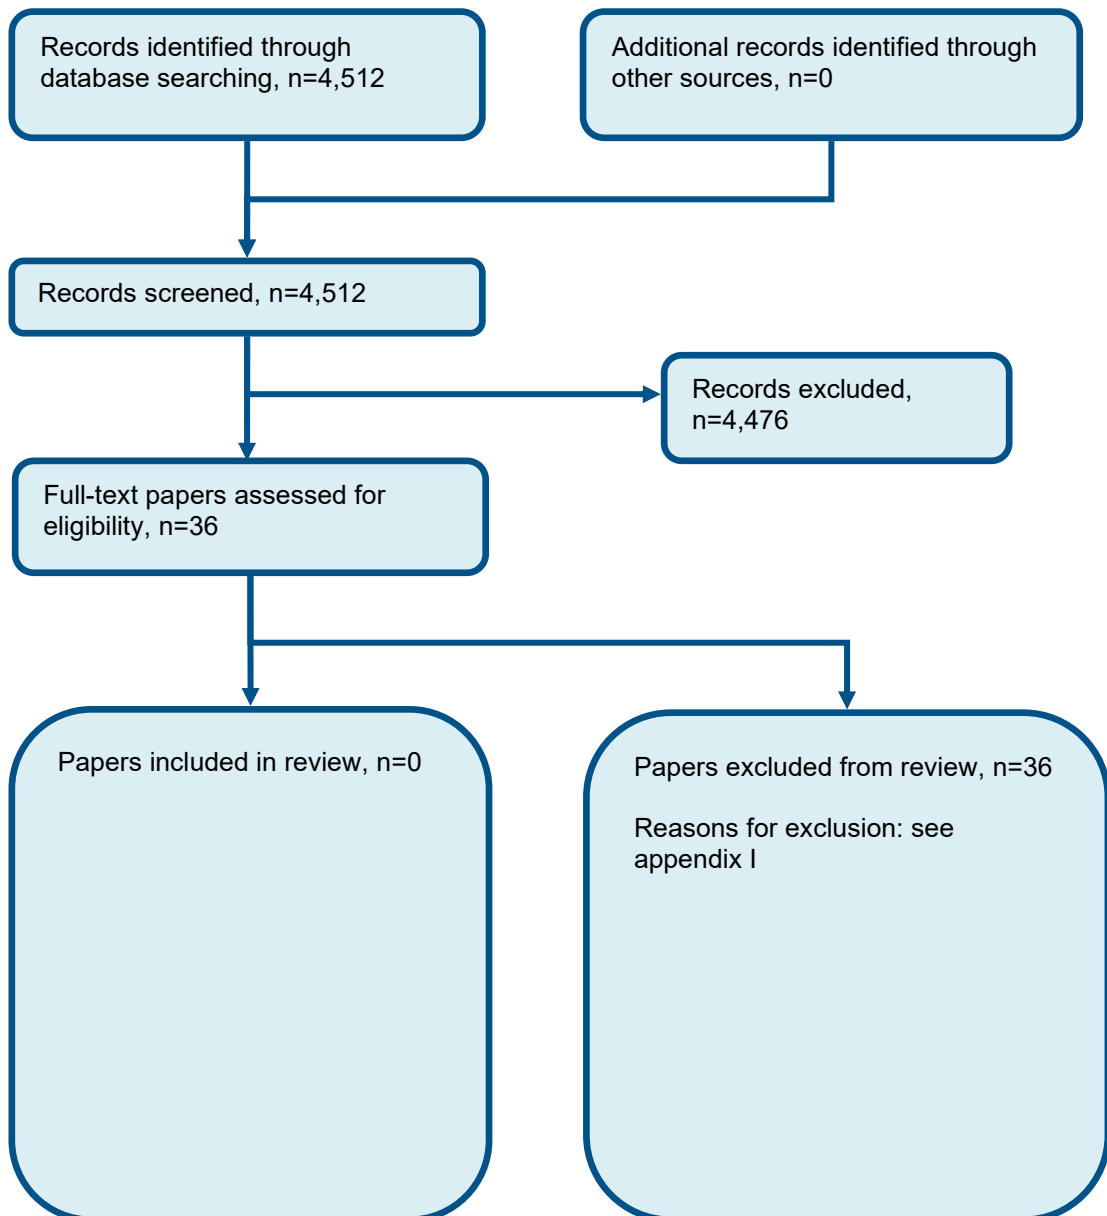 Records identified through
database searching, n=4,512
Additional records identified through
other sources, n=0
Records screened, n=4,512
Records excluded,
n=4,476
Full-text papers assessed for
eligibility, n=36
Papers included in review, n=0
Papers excluded from review, n=36
Reasons for exclusion: see
appendix I